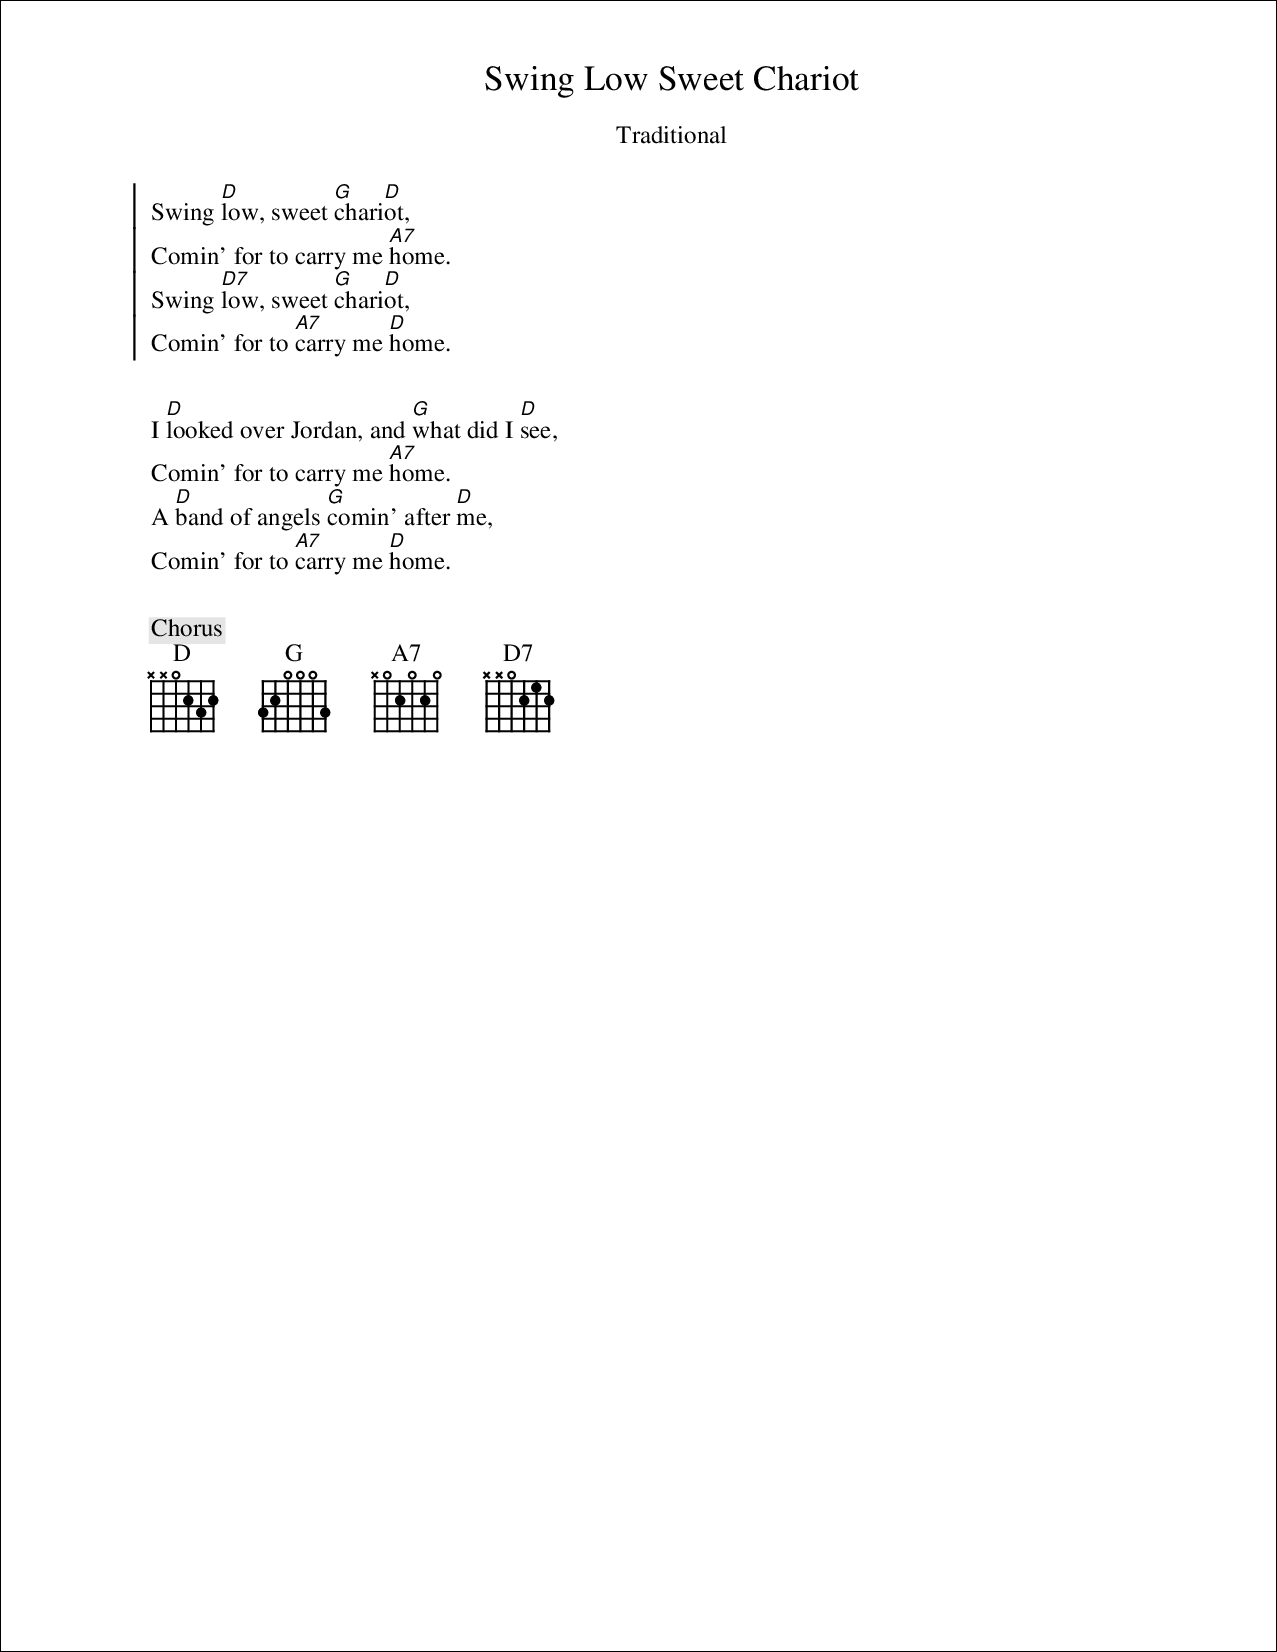 Swing Low Sweet Chariot
Traditional
D G D
Swing low, sweet chariot,
A7
Comin' for to carry me home.
D7 G D
Swing low, sweet chariot,
A7 D
Comin' for to carry me home.
D G D
I looked over Jordan, and what did I see,
A7
Comin' for to carry me home.
D G D
A band of angels comin' after me,
A7 D
Comin' for to carry me home.
Chorus
D G A7 D7